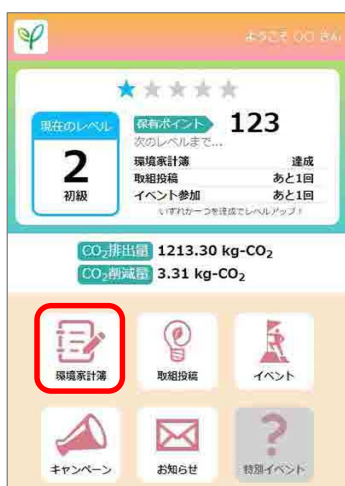 ようこそ 〇〇 さん
現在のレベル
2
初級
保有ポイント 123
次のレベルまで...
環境家計簿 達成
取組投稿 あと1回
イベント参加 あと1回
いずれか一つを達成でレベルアップ！
CO₂排出量 1213.30 kg-CO₂
CO₂削減量 3.31 kg-CO₂
環境家計簿 取組投稿 イベント
キャンペーン お知らせ 特別イベント